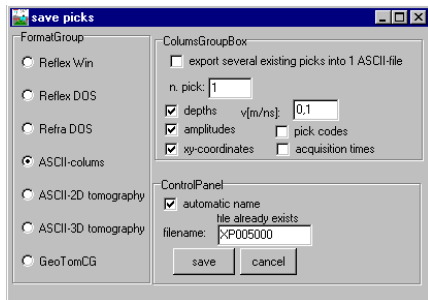 save picks
FormatGroup
Reflex Win
Reflex DOS
Refra DOS
ASCII-colums
ASCII-2D tomography
ASCII-3D tomography
GeoTomCG
ColumsGroupBox
export several existing picks into 1 ASCII-file
n. pick: 1
depths v[m/ns]: 0,1
amplitudes pick codes
xy-coordinates acquisition times
ControlPanel
automatic name
file already exists
filename: XP005000
save cancel